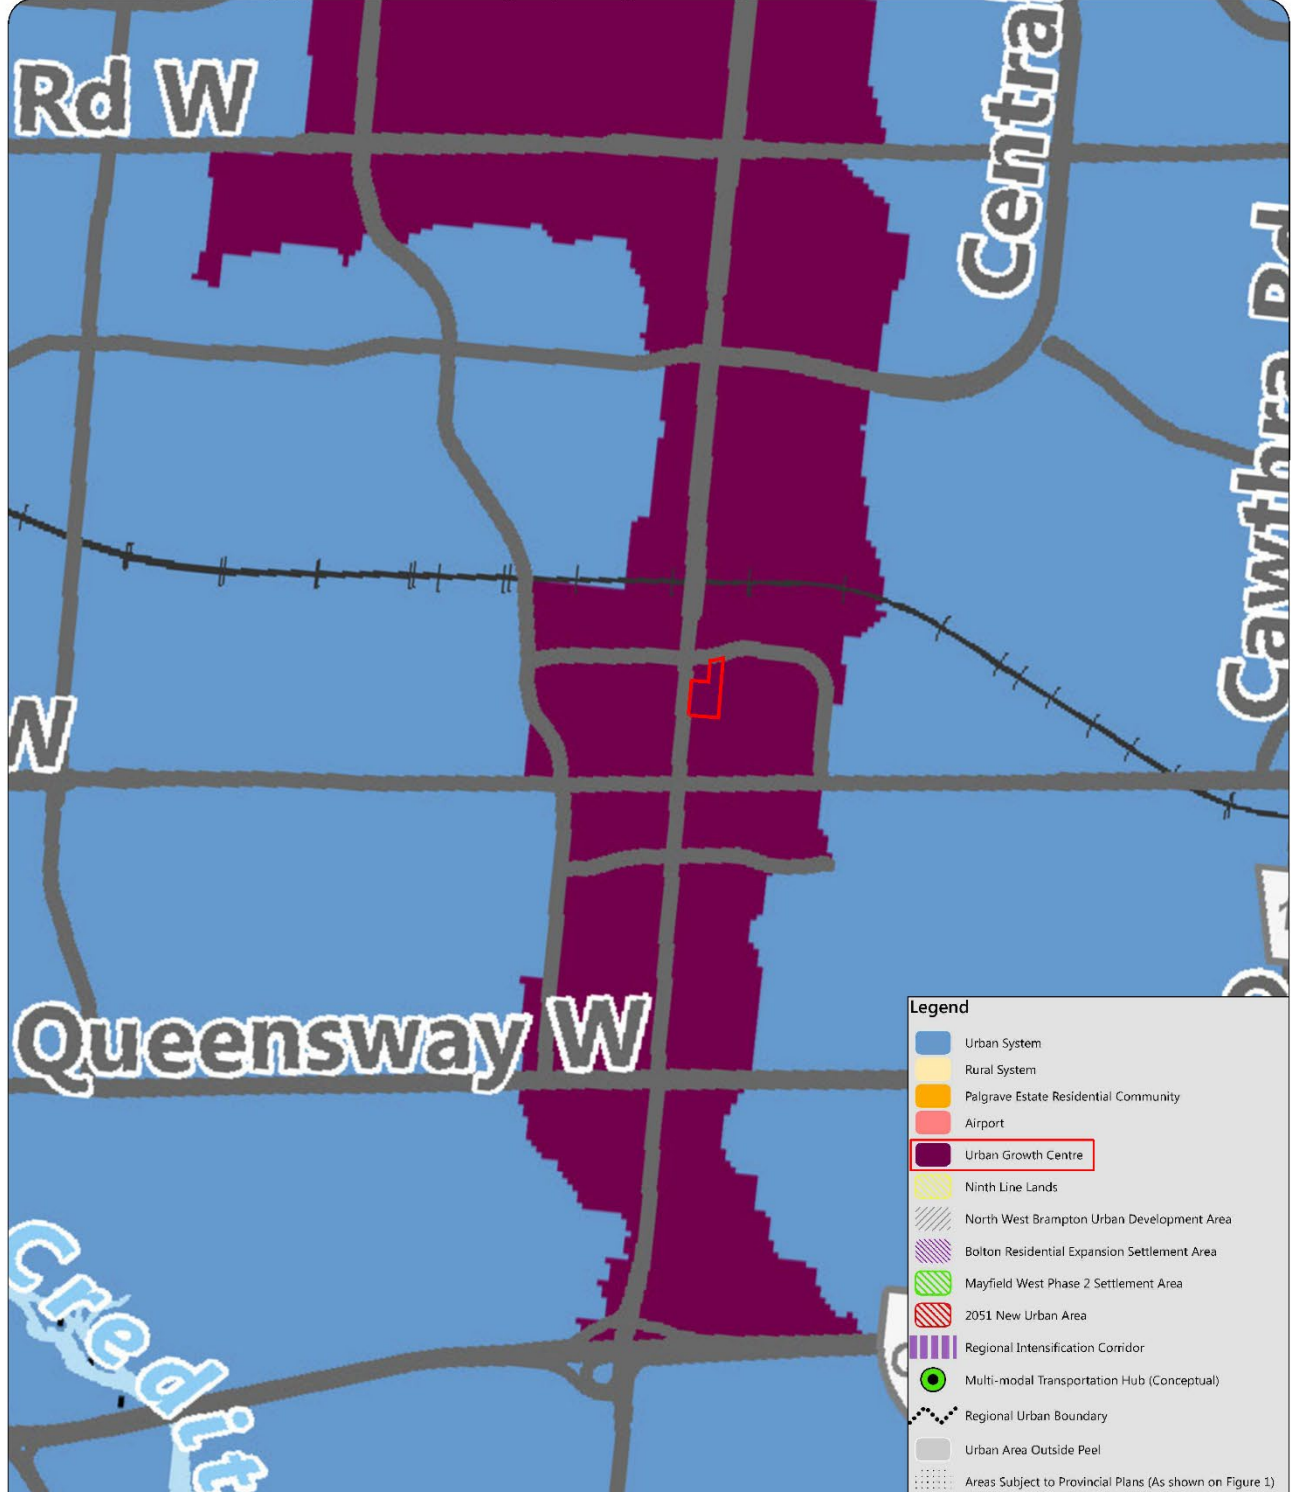 Rd W
Central
Cawthra Rd
W
Queensway W
Credit
Legend
Urban System
Rural System
Palgrave Estate Residential Community
Airport
Urban Growth Centre
Ninth Line Lands
North West Brampton Urban Development Area
Bolton Residential Expansion Settlement Area
Mayfield West Phase 2 Settlement Area
2051 New Urban Area
Regional Intensification Corridor
Multi-modal Transportation Hub (Conceptual)
Regional Urban Boundary
Urban Area Outside Peel
Areas Subject to Provincial Plans (As shown on Figure 1)